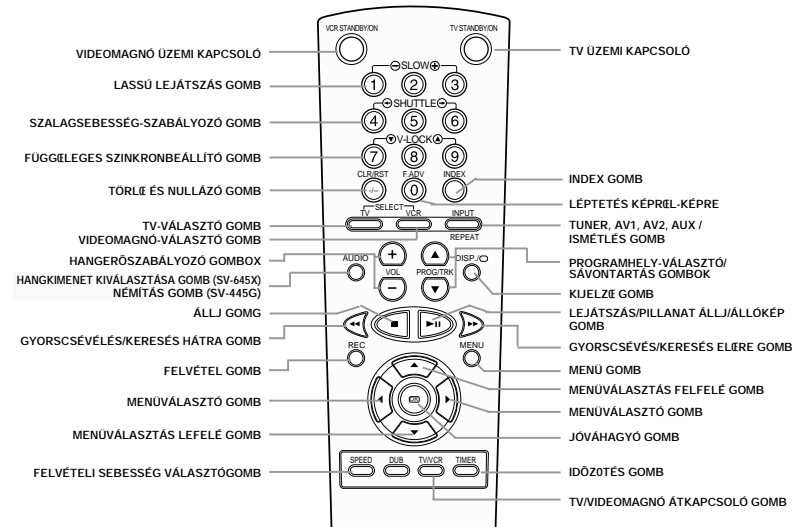 VCR STANDBY/ON
TV STANDBY/ON
VIDEOMAGNÓ ÜZEMI KAPCSOLÓ
TV ÜZEMI KAPCSOLÓ
⊖SLOW⊕
LASSÚ LEJÁTSZÁS GOMB
1 2 3
SHUTTLE
SZALAGSEBESSÉG-SZABÁLYOZÓ GOMB
4 5 6
V-LOCK
FÜGGŒLEGES SZINKRONBEÁLLÍTÓ GOMB
7 8 9
CLR/RST F.ADV INDEX
INDEX GOMB
TÖRLŒ ÉS NULLÁZÓ GOMB
-/-- 0
LÉPTETÉS KÉPRŒL-KÉPRE
SELECT
TV VCR INPUT
TV-VÁLASZTÓ GOMB
TUNER, AV1, AV2, AUX /
ISMÉTLÉS GOMB
VIDEOMAGNÓ-VÁLASZTÓ GOMB
REPEAT
HANGERÕSZABÁLYOZÓ GOMBOX
AUDIO
+
DISP./
PROGRAMHELY-VÁLASZTÓ/
SÁVONTARTÁS GOMBOK
HANGKIMENET KIVÁLASZTÁSA GOMB (SV-645X)
NÉMÍTÁS GOMB (SV-445G)
VOL PROG/TRK
–
KIJELZŒ GOMB
ÁLLJ GOMG
LEJÁTSZÁS/PILLANAT ÁLLJ/ÁLLÓKÉP
GOMB
GYORSCSÉVÉLÉS/KERESÉS HÁTRA GOMB
GYORSCSÉVÉS/KERESÉS ELŒRE GOMB
REC MENU
FELVÉTEL GOMB
MENÜ GOMB
MENÜVÁLASZTÁS FELFELÉ GOMB
MENÜVÁLASZTÓ GOMB
OK
MENÜVÁLASZTÓ GOMB
MENÜVÁLASZTÁS LEFELÉ GOMB
JÓVÁHAGYÓ GOMB
SPEED DUB TV/VCR TIMER
FELVÉTELI SEBESSÉG VÁLASZTÓGOMB
IDÕZ0TÉS GOMB
TV/VIDEOMAGNÓ ÁTKAPCSOLÓ GOMB